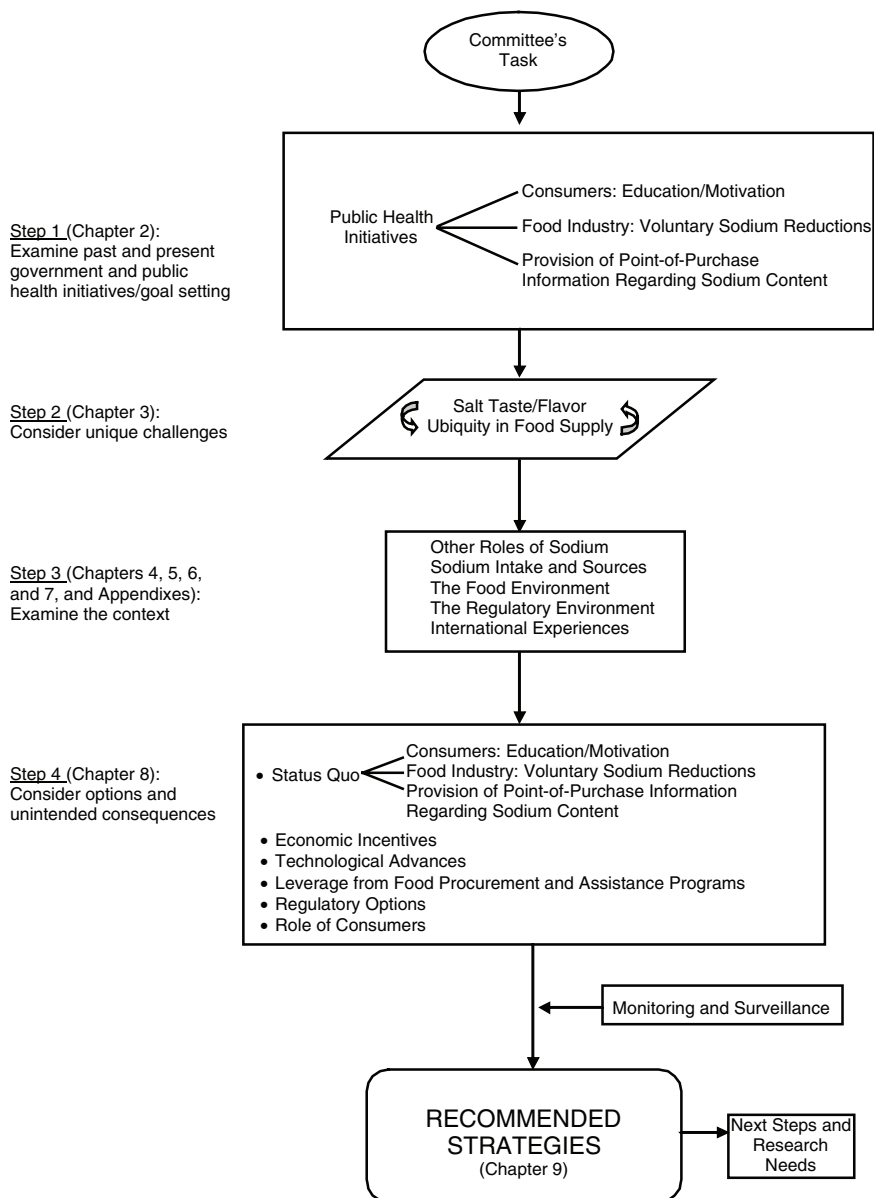 Committee's
Task
Step 1 (Chapter 2):
Examine past and present
government and public
health initiatives/goal setting
Public Health
Initiatives
Consumers: Education/Motivation
Food Industry: Voluntary Sodium Reductions
Provision of Point-of-Purchase
Information Regarding Sodium Content
Step 2 (Chapter 3):
Consider unique challenges
Salt Taste/Flavor
Ubiquity in Food Supply
Step 3 (Chapters 4, 5, 6,
and 7, and Appendixes):
Examine the context
Other Roles of Sodium
Sodium Intake and Sources
The Food Environment
The Regulatory Environment
International Experiences
Step 4 (Chapter 8):
Consider options and
unintended consequences
• Status Quo
Consumers: Education/Motivation
Food Industry: Voluntary Sodium Reductions
Provision of Point-of-Purchase Information
Regarding Sodium Content
• Economic Incentives
• Technological Advances
• Leverage from Food Procurement and Assistance Programs
• Regulatory Options
• Role of Consumers
Monitoring and Surveillance
RECOMMENDED
STRATEGIES
(Chapter 9)
Next Steps and
Research
Needs